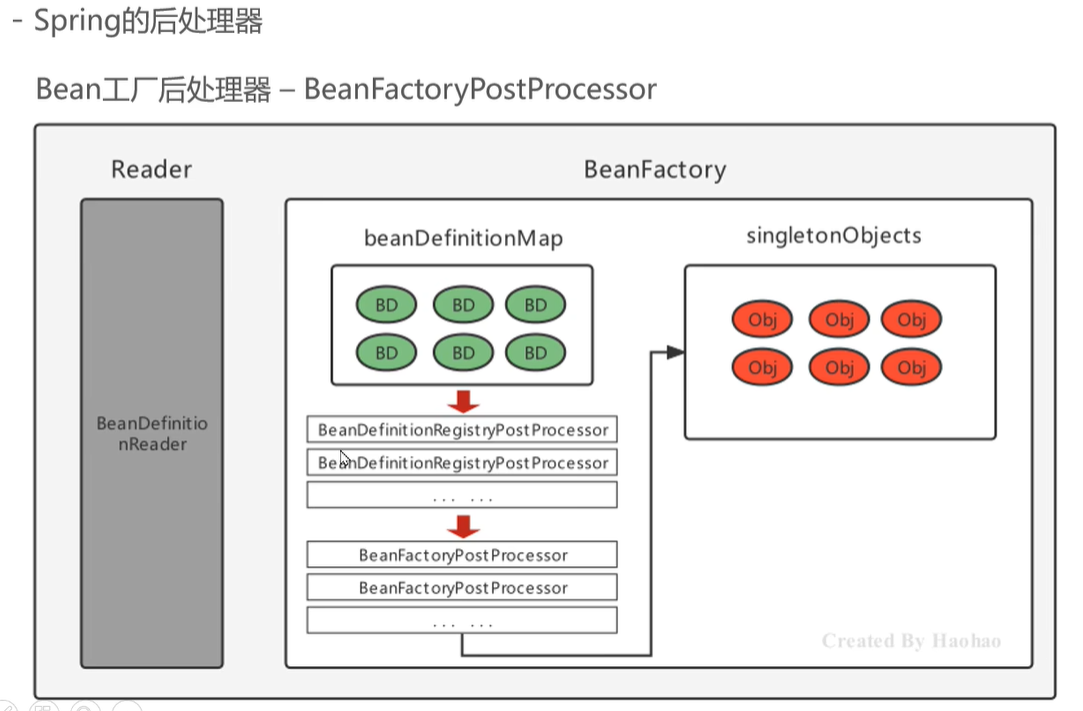 - Spring的后处理器
Bean工厂后处理器 – BeanFactoryPostProcessor
Reader
BeanDefinitio
nReader
BeanFactory
beanDefinitionMap
BD BD BD
BD BD BD
BeanDefinitionRegistryPostProcessor
BeanDefinitionRegistryPostProcessor
... ...
BeanFactoryPostProcessor
BeanFactoryPostProcessor
... ...
singletonObjects
Obj Obj Obj
Obj Obj Obj
Created By Haohao